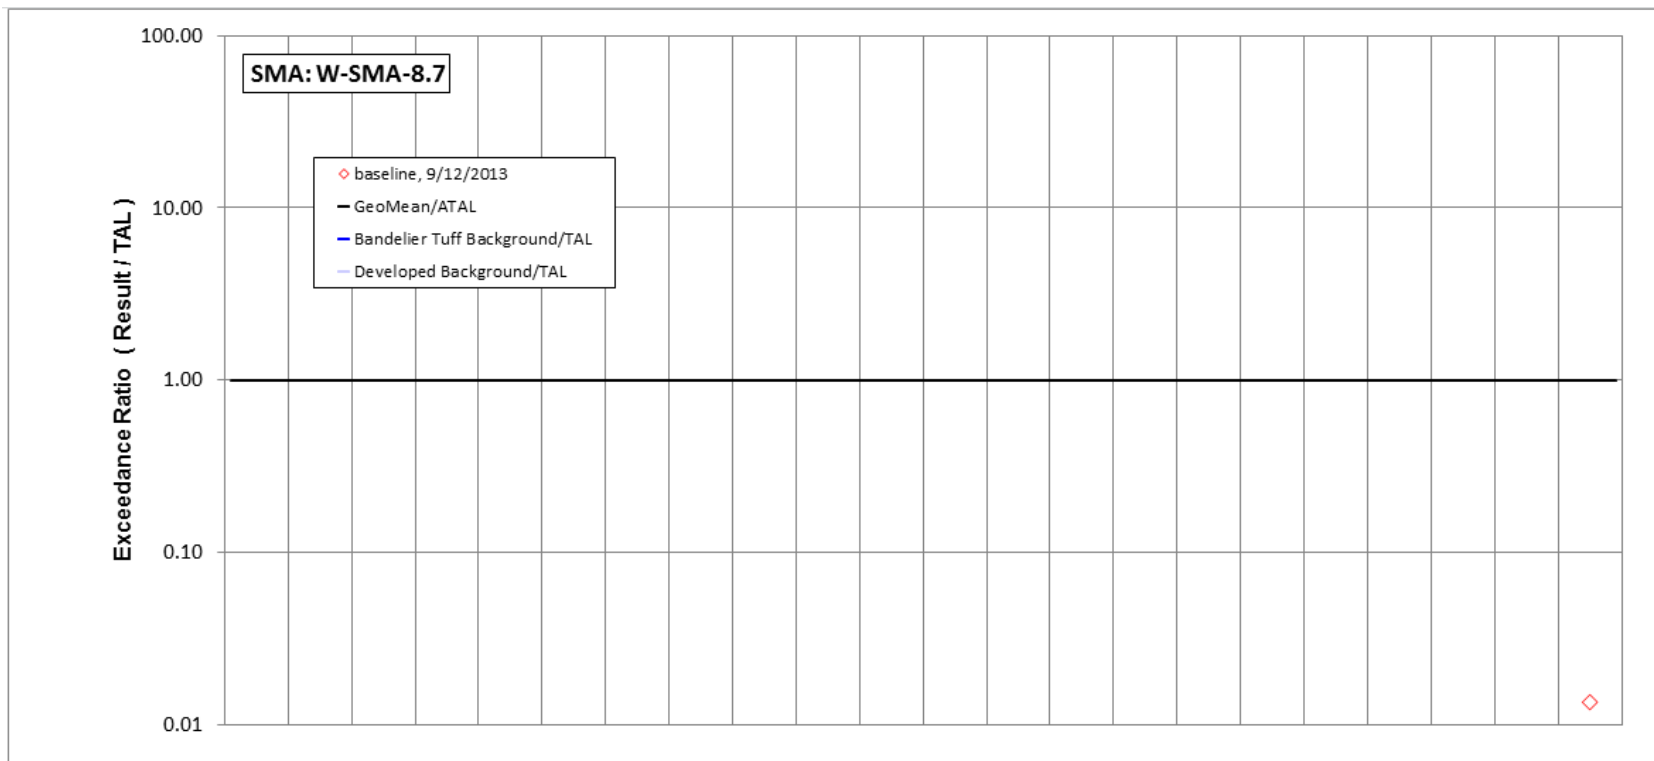 100.00
SMA: W-SMA-8.7
baseline, 9/12/2013
GeoMean/ATAL
Bandelier Tuff Background/TAL
Developed Background/TAL
10.00
1.00
0.10
0.01
Exceedance Ratio ( Result / TAL )